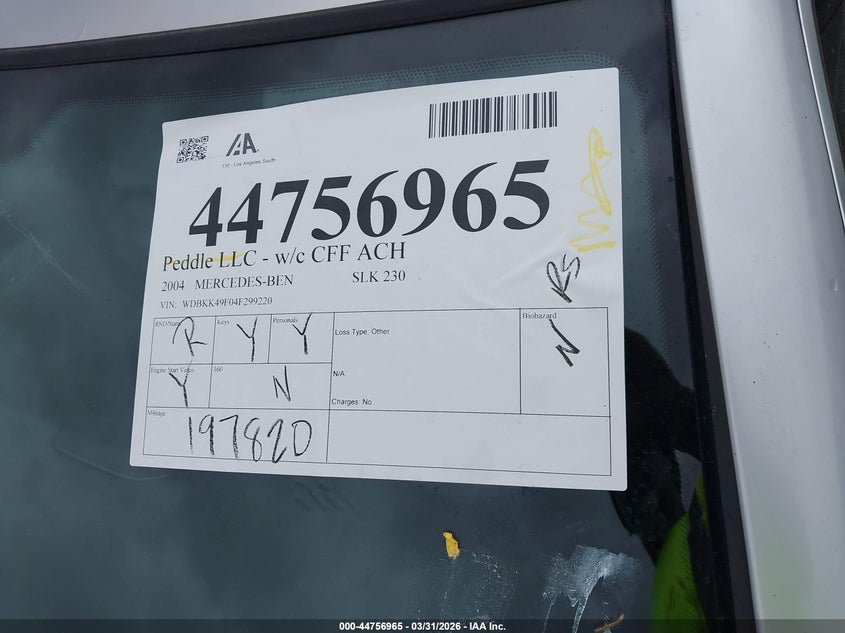 IAA
130 - Los Angeles South
44756965
Peddle LLC - w/c CFF ACH
2004 MERCEDES-BEN SLK 230
VIN: WDBKK49F04F299220
RS
RND/Start R Keys Y Personals Y
Loss Type: Other
Biohazard N
Engine Start Video Y 360 N
N/A
Charges: No
Mileage 197820
000-44756965 - 03/31/2026 - IAA Inc.